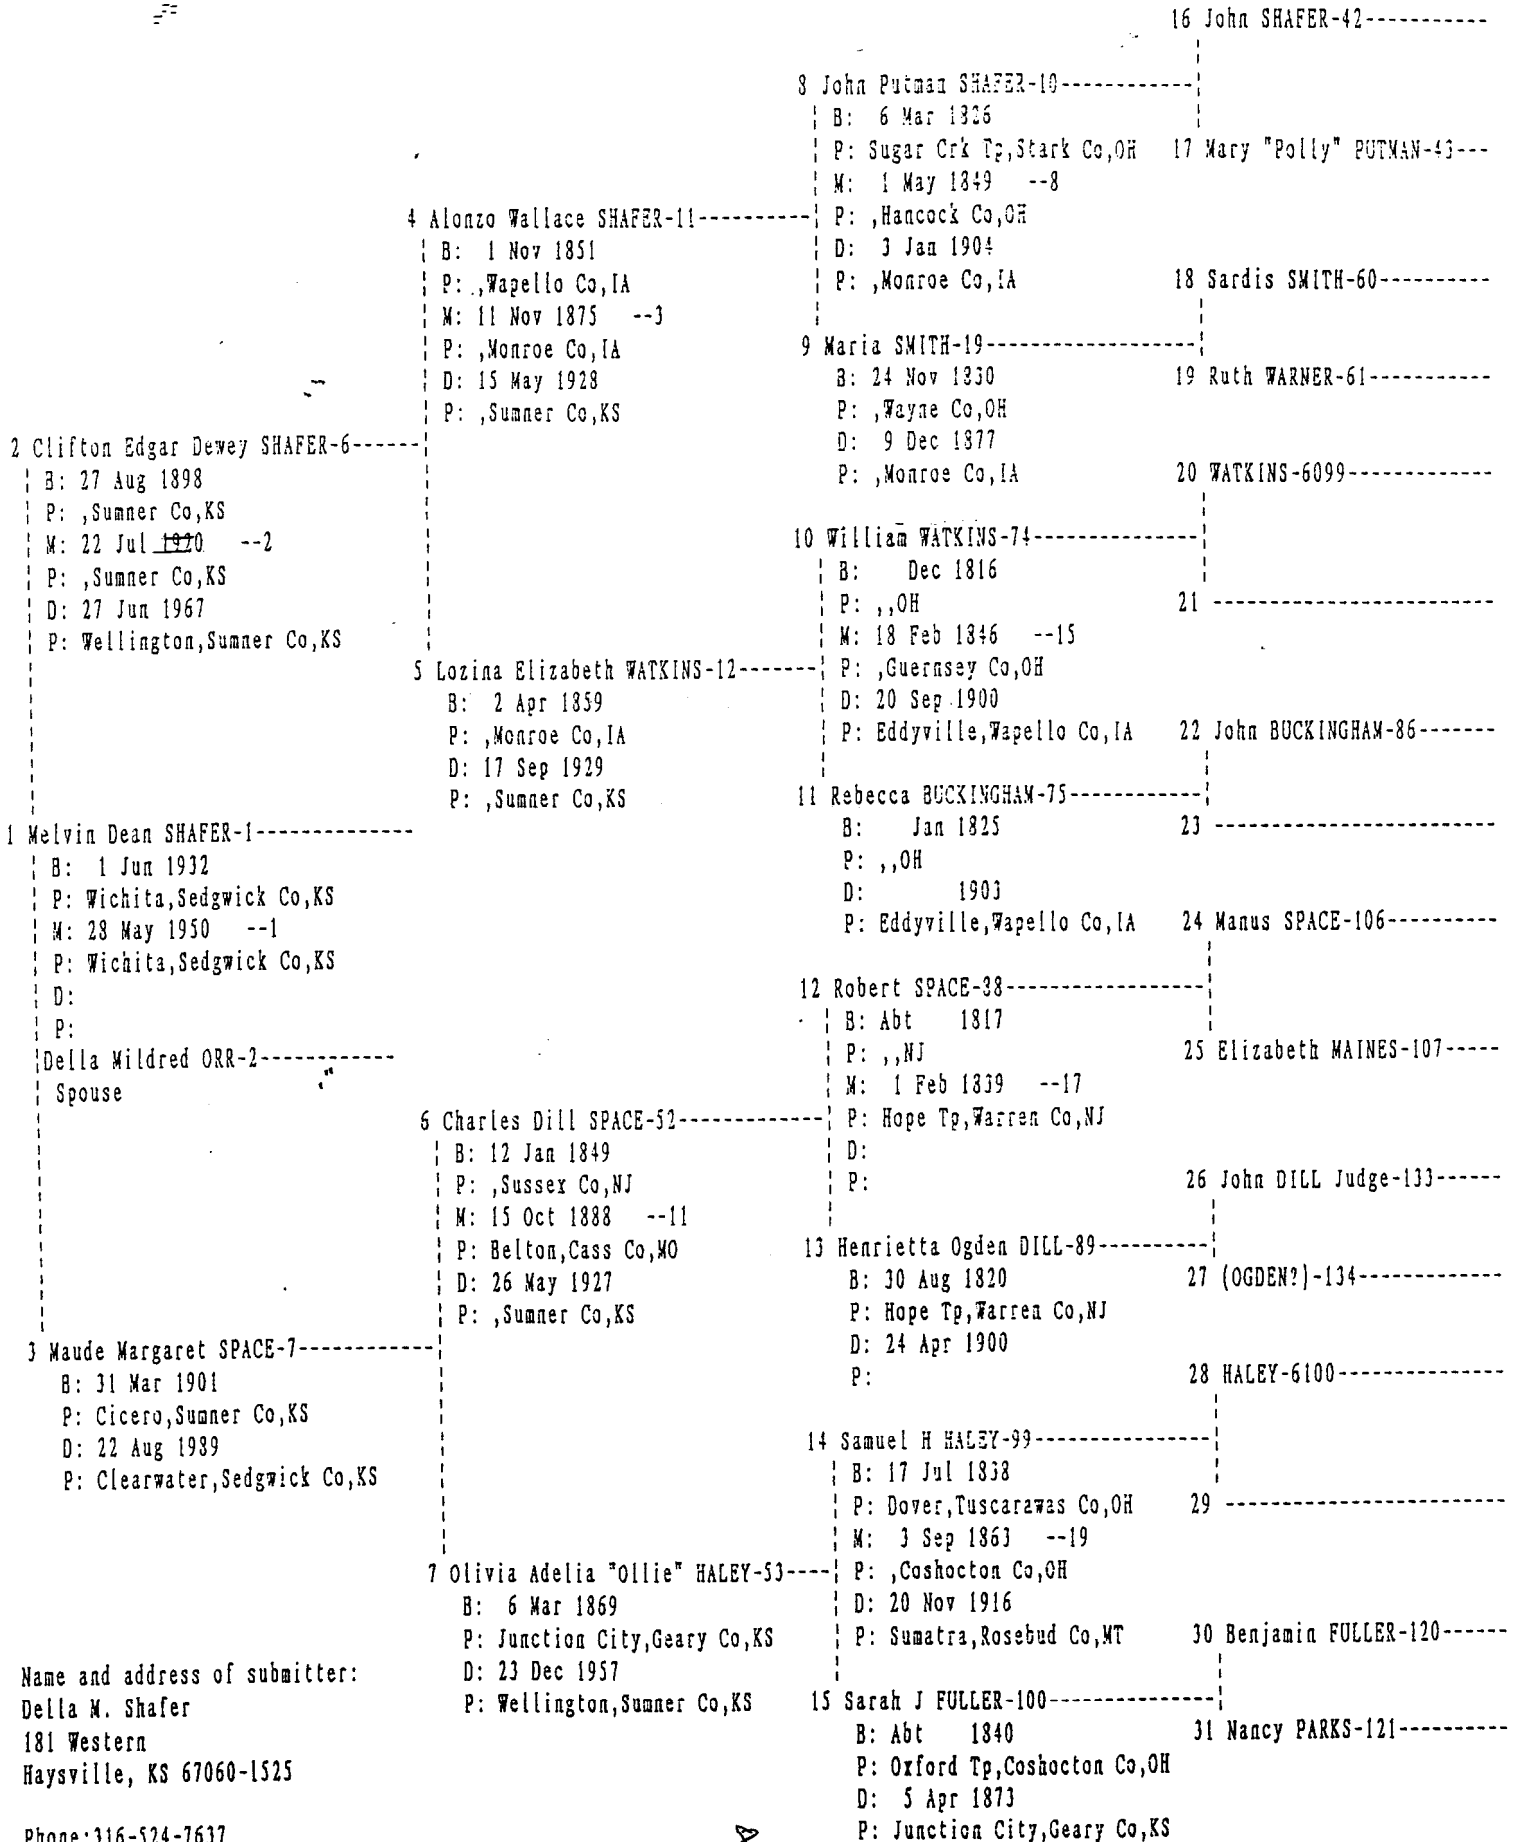 16 John SHAFER-42-----------
8 John Putman SHAFER-10------------
B: 6 Mar 1826
P: Sugar Crk Tp,Stark Co,OH
17 Mary "Polly" PUTMAN-43---
M: 1 May 1849 --8
4 Alonzo Wallace SHAFER-11----------
P: ,Hancock Co,OH
B: 1 Nov 1851
D: 3 Jan 1904
P: ,Wapello Co,IA
P: ,Monroe Co,IA
18 Sardis SMITH-60----------
M: 11 Nov 1875 --3
P: ,Monroe Co,IA
9 Maria SMITH-19------------------
D: 15 May 1928
B: 24 Nov 1830
19 Ruth WARNER-61-----------
P: ,Sumner Co,KS
P: ,Wayne Co,OH
2 Clifton Edgar Dewey SHAFER-6------
D: 9 Dec 1877
B: 27 Aug 1898
P: ,Monroe Co,IA
20 WATKINS-6099-------------
P: ,Sumner Co,KS
M: 22 Jul 1920 --2
10 William WATKINS-74--------------
P: ,Sumner Co,KS
B: Dec 1816
D: 27 Jun 1967
P: ,,OH
21 -----------------------
P: Wellington,Sumner Co,KS
M: 18 Feb 1846 --15
5 Lozina Elizabeth WATKINS-12-------
P: ,Guernsey Co,OH
B: 2 Apr 1859
D: 20 Sep 1900
P: ,Monroe Co,IA
P: Eddyville,Wapello Co,IA
22 John BUCKINGHAM-86-------
D: 17 Sep 1929
P: ,Sumner Co,KS
11 Rebecca BUCKINGHAM-75-----------
1 Melvin Dean SHAFER-1-------------
B: Jan 1825
23 -----------------------
B: 1 Jun 1932
P: ,,OH
P: Wichita,Sedgwick Co,KS
D: 1903
M: 28 May 1950 --1
P: Eddyville,Wapello Co,IA
24 Manus SPACE-106----------
P: Wichita,Sedgwick Co,KS
D:
12 Robert SPACE-38-----------------
P:
B: Abt 1817
Della Mildred ORR-2-----------
P: ,,NJ
25 Elizabeth MAINES-107-----
Spouse
M: 1 Feb 1839 --17
6 Charles Dill SPACE-52------------
P: Hope Tp,Warren Co,NJ
B: 12 Jan 1849
D:
P: ,Sussex Co,NJ
P:
26 John DILL Judge-133------
M: 15 Oct 1888 --11
P: Belton,Cass Co,MO
13 Henrietta Ogden DILL-89---------
D: 26 May 1927
B: 30 Aug 1820
27 (OGDEN?)-134-------------
P: ,Sumner Co,KS
P: Hope Tp,Warren Co,NJ
3 Maude Margaret SPACE-7------------
D: 24 Apr 1900
B: 31 Mar 1901
P:
28 HALEY-6100---------------
P: Cicero,Sumner Co,KS
D: 22 Aug 1989
14 Samuel H HALEY-99---------------
P: Clearwater,Sedgwick Co,KS
B: 17 Jul 1838
P: Dover,Tuscarawas Co,OH
29 -----------------------
M: 3 Sep 1863 --19
7 Olivia Adelia "Ollie" HALEY-53----
P: ,Coshocton Co,OH
B: 6 Mar 1869
D: 20 Nov 1916
P: Junction City,Geary Co,KS
P: Sumatra,Rosebud Co,MT
30 Benjamin FULLER-120------
D: 23 Dec 1957
P: Wellington,Sumner Co,KS
15 Sarah J FULLER-100--------------
B: Abt 1840
31 Nancy PARKS-121----------
P: Oxford Tp,Coshocton Co,OH
D: 5 Apr 1873
P: Junction City,Geary Co,KS
Name and address of submitter:
Della M. Shafer
181 Western
Haysville, KS 67060-1525
Phone:316-524-7637